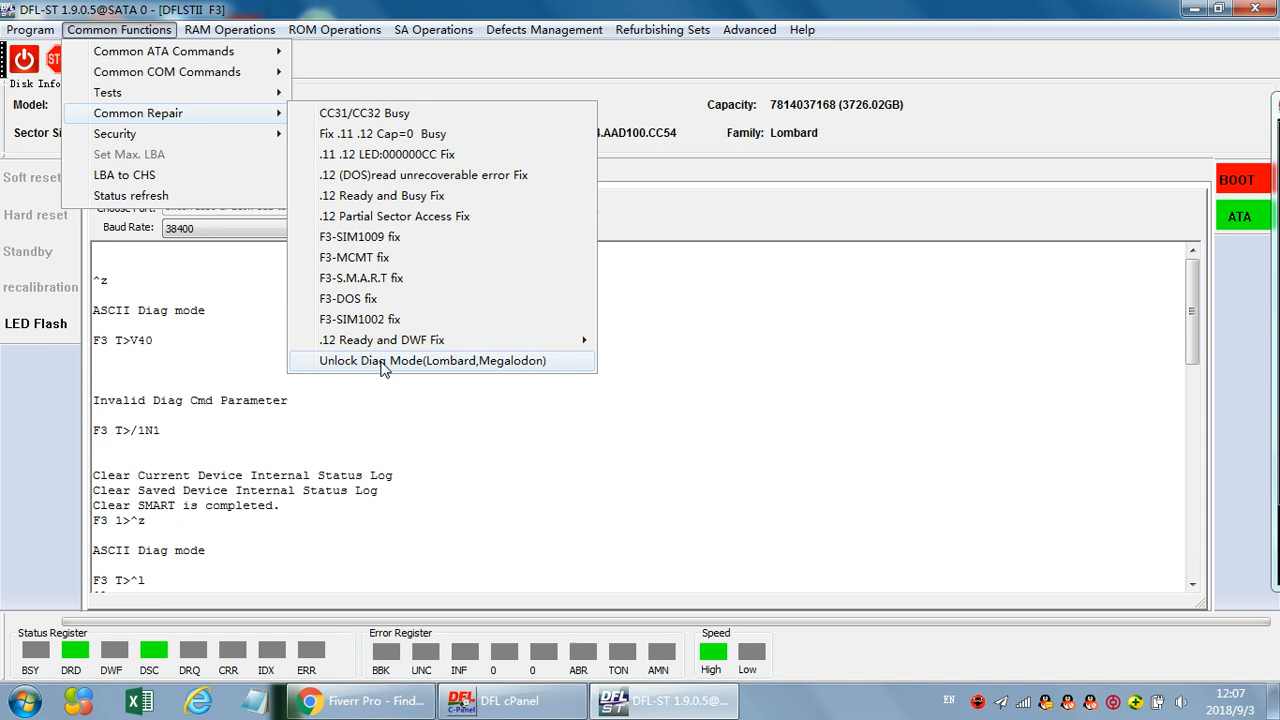 DFL-ST 1.9.0.5@SATA 0 - [DFLSTII F3]
Program Common Functions RAM Operations ROM Operations SA Operations Defects Management Refurbishing Sets Advanced Help
Common ATA Commands
Common COM Commands
Tests
Common Repair
Security
Set Max. LBA
LBA to CHS
Status refresh
CC31/CC32 Busy
Fix .11 .12 Cap=0 Busy
.11 .12 LED:000000CC Fix
.12 (DOS)read unrecoverable error Fix
.12 Ready and Busy Fix
.12 Partial Sector Access Fix
F3-SIM1009 fix
F3-MCMT fix
F3-S.M.A.R.T fix
F3-DOS fix
F3-SIM1002 fix
.12 Ready and DWF Fix
Unlock Diag Mode(Lombard,Megalodon)
Disk Info
Model:
Capacity: 7814037168 (3726.02GB)
Sector Si
.AAD100.CC54
Family: Lombard
Soft reset
Hard reset
Standby
recalibration
LED Flash
BOOT
ATA
Baud Rate: 38400
^z
ASCII Diag mode
F3 T>V40
Invalid Diag Cmd Parameter
F3 T>/1N1
Clear Current Device Internal Status Log
Clear Saved Device Internal Status Log
Clear SMART is completed.
F3 1>^z
ASCII Diag mode
F3 T>^l
Status Register
BSY DRD DWF DSC DRQ CRR IDX ERR
Error Register
BBK UNC INF 0 0 ABR TON AMN
Speed
High Low
Fiverr Pro - Find...
DFL cPanel
DFL-ST 1.9.0.5@...
EN
12:07
2018/9/3